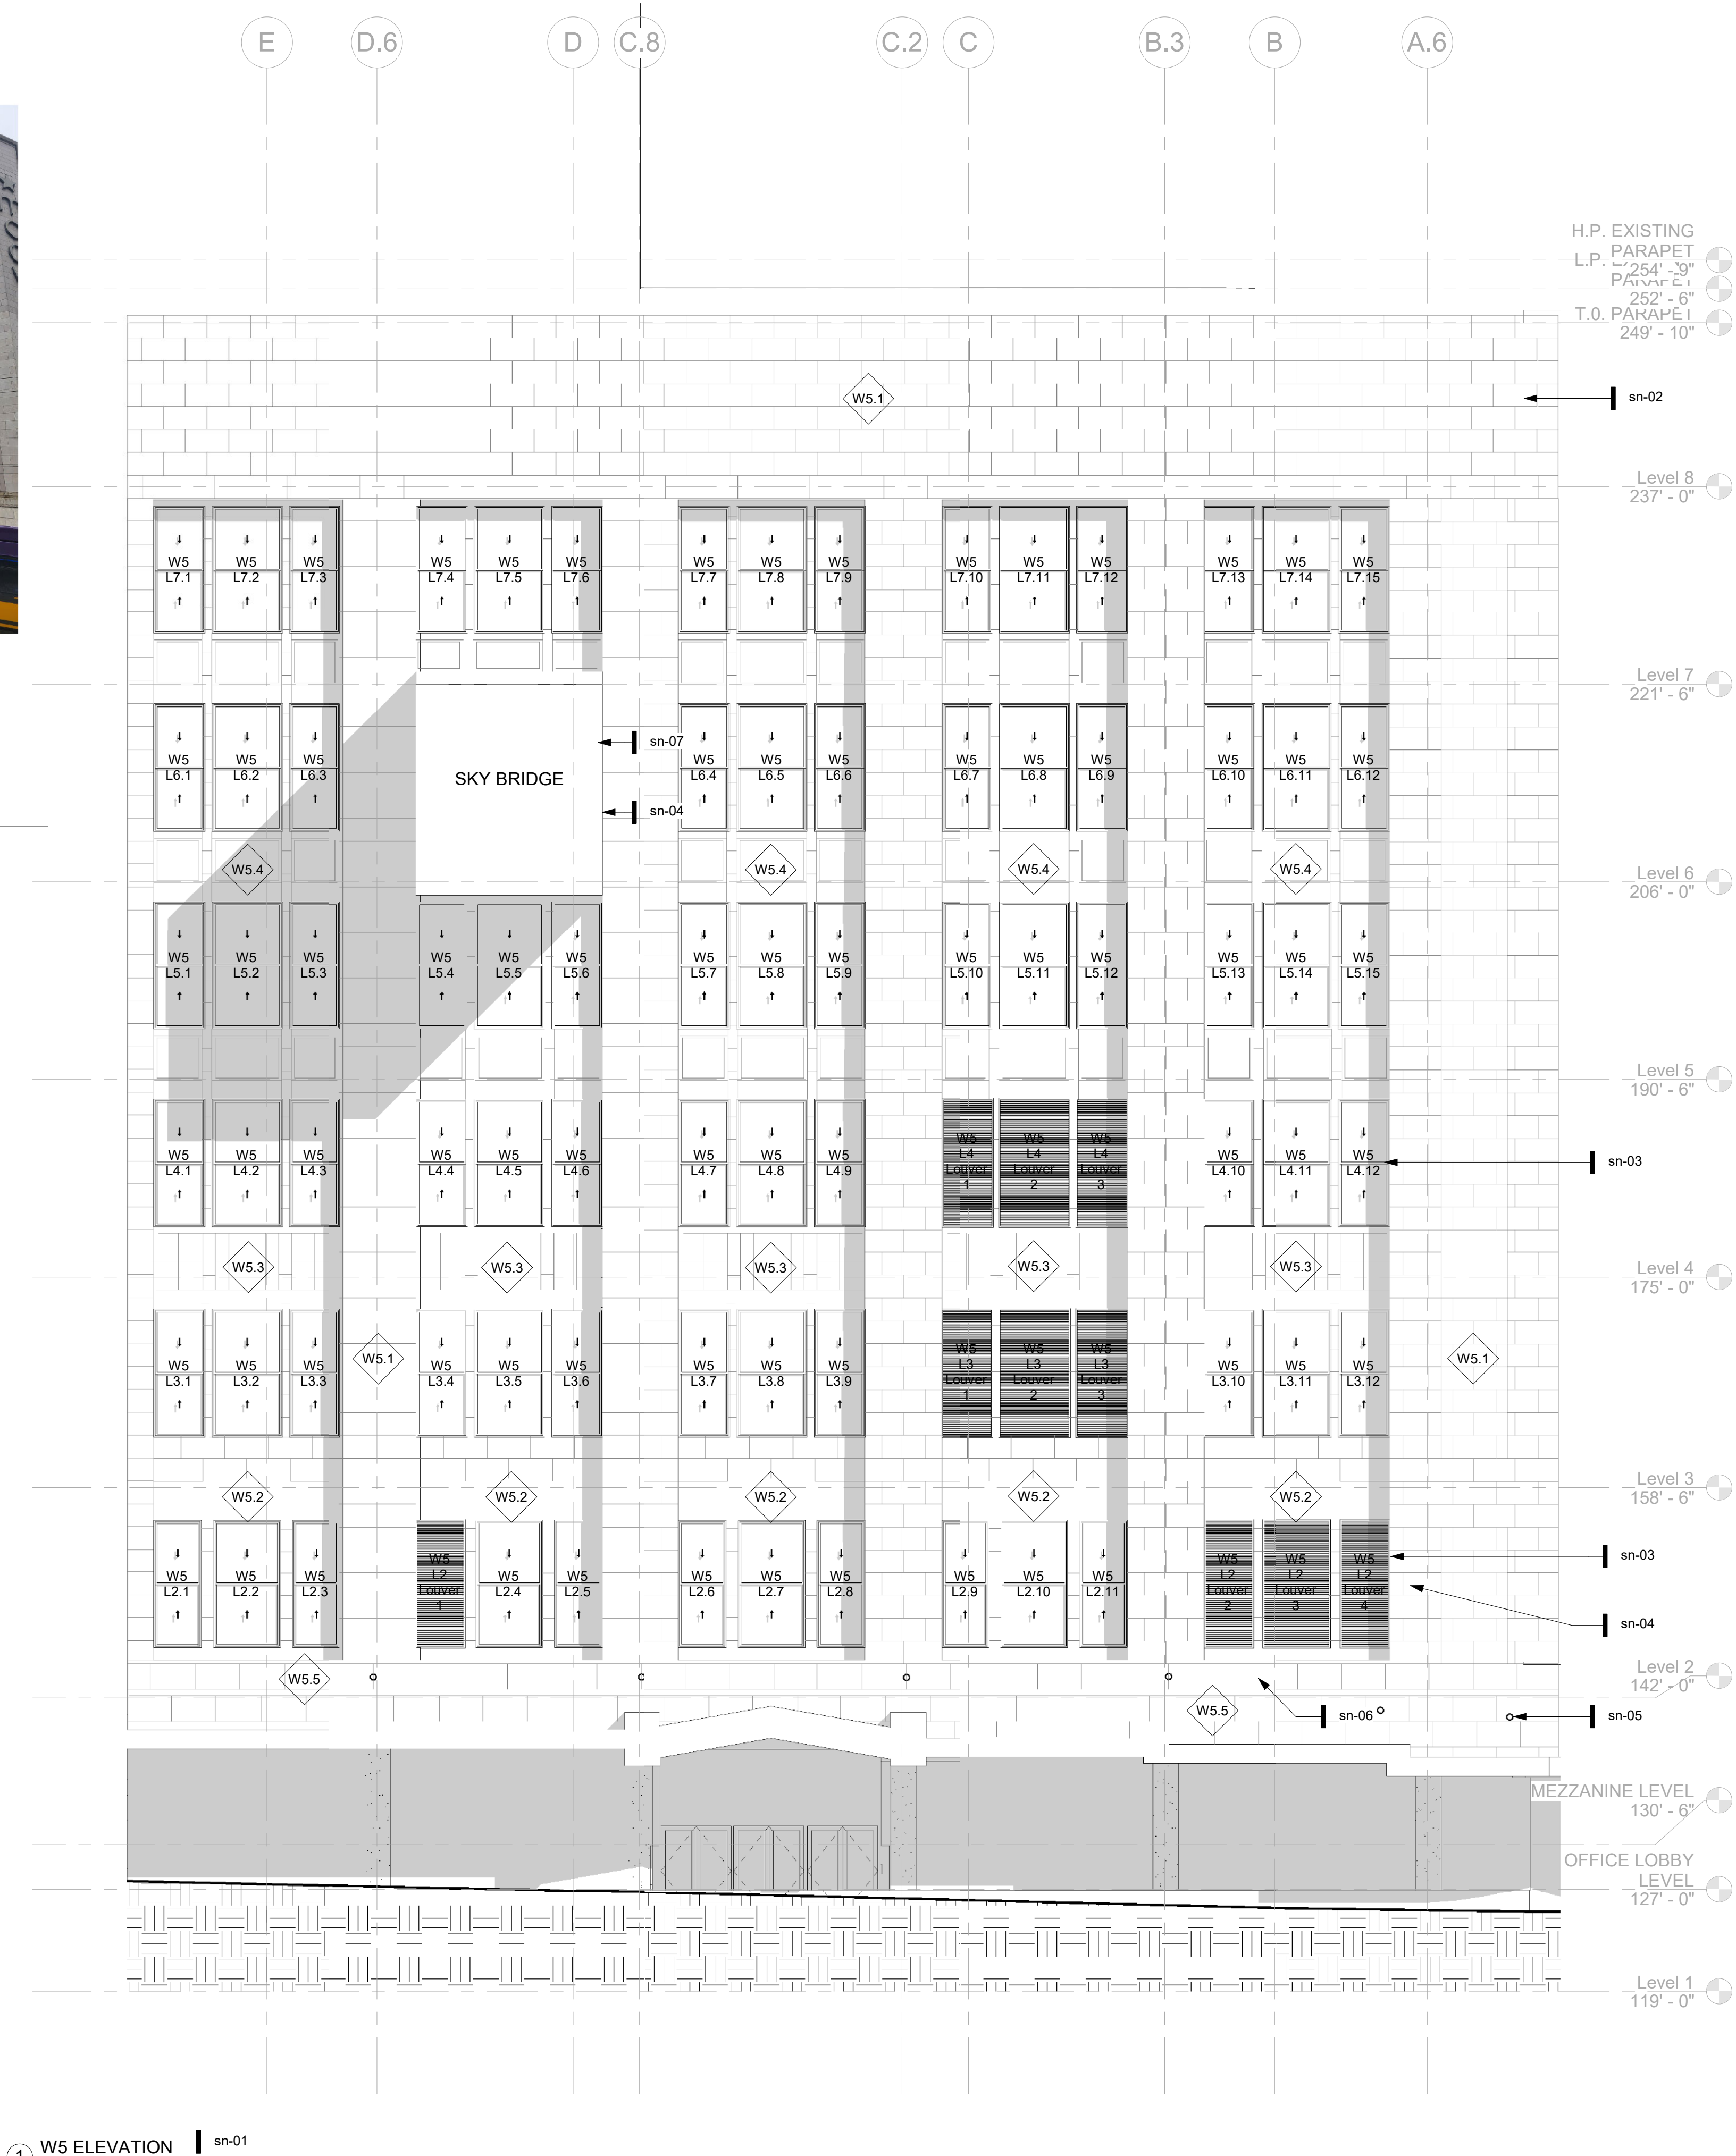 E D.6 D C.8 C.2 C B.3 B A.6
H.P. EXISTING
PARAPET
254' - 9"
L.P.
PARAPET
252' - 6"
T.O. PARAPET
249' - 10"
W5.1
sn-02
Level 8
237' - 0"
W5 W5 W5 W5 W5 W5 W5 W5 W5 W5 W5 W5 W5 W5 W5
L7.1 L7.2 L7.3 L7.4 L7.5 L7.6 L7.7 L7.8 L7.9 L7.10 L7.11 L7.12 L7.13 L7.14 L7.15
Level 7
221' - 6"
sn-07
W5 W5 W5 W5 W5 W5 W5 W5 W5 W5 W5 W5
L6.1 L6.2 L6.3 SKY BRIDGE L6.4 L6.5 L6.6 L6.7 L6.8 L6.9 L6.10 L6.11 L6.12
sn-04
W5.4 W5.4 W5.4 W5.4
Level 6
206' - 0"
W5 W5 W5 W5 W5 W5 W5 W5 W5 W5 W5 W5 W5 W5 W5
L5.1 L5.2 L5.3 L5.4 L5.5 L5.6 L5.7 L5.8 L5.9 L5.10 L5.11 L5.12 L5.13 L5.14 L5.15
Level 5
190' - 6"
W5 W5 W5 W5 W5 W5 W5 W5 W5 W5 W5 W5
L4.1 L4.2 L4.3 L4.4 L4.5 L4.6 L4.7 L4.8 L4.9 L4.10 L4.11 L4.12
W5 W5 W5
L4 L4 L4
Louver Louver Louver
1 2 3
sn-03
W5.3 W5.3 W5.3 W5.3 W5.3
Level 4
175' - 0"
W5 W5 W5 W5 W5 W5 W5 W5 W5 W5 W5 W5
L3.1 L3.2 L3.3 L3.4 L3.5 L3.6 L3.7 L3.8 L3.9 L3.10 L3.11 L3.12
W5 W5 W5
L3 L3 L3
Louver Louver Louver
1 2 3
W5.1 W5.1
W5.2 W5.2 W5.2 W5.2 W5.2
Level 3
158' - 6"
sn-03
W5 W5 W5 W5 W5 W5 W5 W5 W5 W5 W5
L2.1 L2.2 L2.3 L2.4 L2.5 L2.6 L2.7 L2.8 L2.9 L2.10 L2.11
W5 W5 W5 W5
L2 L2 L2 L2
Louver Louver Louver Louver
1 2 3 4
sn-04
W5.5
Level 2
142' - 0"
W5.5
sn-06
sn-05
MEZZANINE LEVEL
130' - 6"
OFFICE LOBBY
LEVEL
127' - 0"
Level 1
119' - 0"
1 W5 ELEVATION sn-01